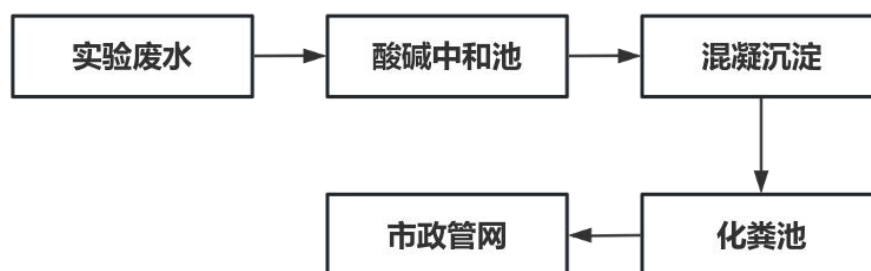 实验废水
酸碱中和池
混凝沉淀
化粪池
市政管网